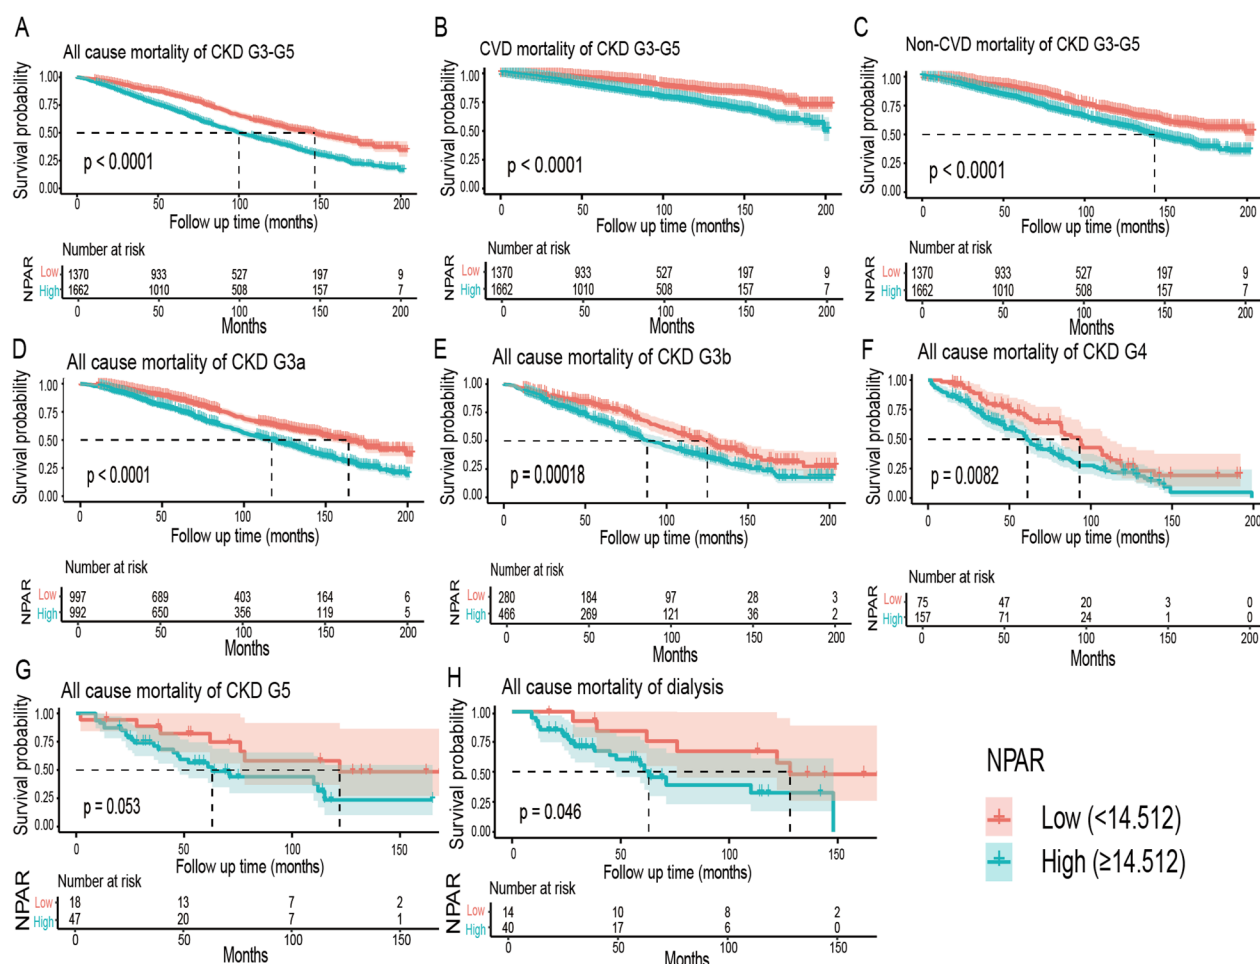 A
All cause mortality of CKD G3-G5
Survival probability
1.00
0.75
0.50
0.25
0.00
p < 0.0001
0 50 100 150 200
Follow up time (months)
Number at risk
NPAR
Low 1370 933 527 197 9
High 1662 1010 508 157 7
0 50 100 150 200
Months
B
CVD mortality of CKD G3-G5
Survival probability
1.00
0.75
0.50
0.25
0.00
p < 0.0001
0 50 100 150 200
Follow up time (months)
Number at risk
NPAR
Low 1370 933 527 197 9
High 1662 1010 508 157 7
0 50 100 150 200
Months
C
Non-CVD mortality of CKD G3-G5
Survival probability
1.00
0.75
0.50
0.25
0.00
p < 0.0001
0 50 100 150 200
Follow up time (months)
Number at risk
NPAR
Low 1370 933 527 197 9
High 1662 1010 508 157 7
0 50 100 150 200
Months
D
All cause mortality of CKD G3a
Survival probability
1.00
0.75
0.50
0.25
0.00
p <0.0001
0 50 100 150 200
Follow up time (months)
Number at risk
NPAR
Low 997 689 403 164 6
High 992 650 356 119 5
0 50 100 150 200
Months
E
All cause mortality of CKD G3b
Survival probability
1.00
0.75
0.50
0.25
0.00
p = 0.00018
0 50 100 150 200
Follow up time (months)
Number at risk
NPAR
Low 280 184 97 28 3
High 466 269 121 36 2
0 50 100 150 200
Months
F
All cause mortality of CKD G4
Survival probability
1.00
0.75
0.50
0.25
0.00
p = 0.0082
0 50 100 150 200
Follow up time (months)
Number at risk
NPAR
Low 75 47 20 3 0
High 157 71 24 1 0
0 50 100 150 200
Months
G
All cause mortality of CKD G5
Survival probability
1.00
0.75
0.50
0.25
0.00
p = 0.053
0 50 100 150
Follow up time (months)
Number at risk
NPAR
Low 18 13 7 2
High 47 20 7 1
0 50 100 150
Months
H
All cause mortality of dialysis
Survival probability
1.00
0.75
0.50
0.25
0.00
p = 0.046
0 50 100 150
Follow up time (months)
Number at risk
NPAR
Low 14 10 8 2
High 40 17 6 0
0 50 100 150
Months
NPAR
Low (<14.512)
High (≥14.512)